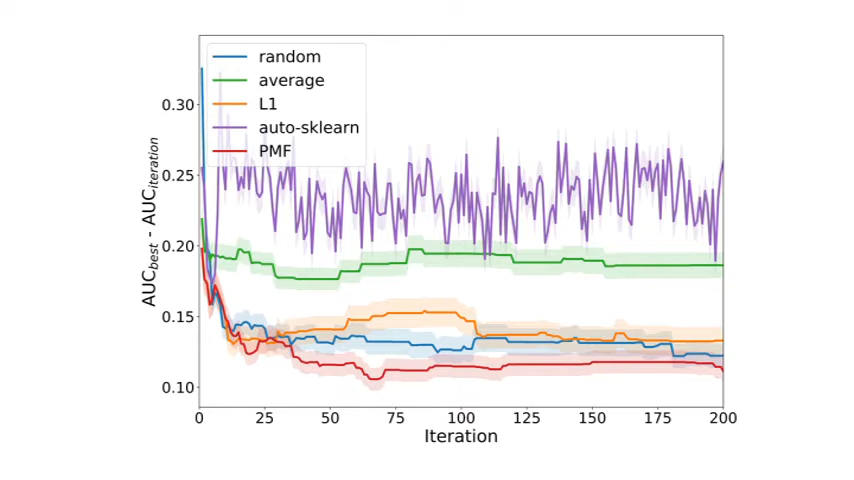 random
average
L1
auto-sklearn
PMF
AUCbest - AUCiteration
0.30
0.25
0.20
0.15
0.10
0 25 50 75 100 125 150 175 200
Iteration